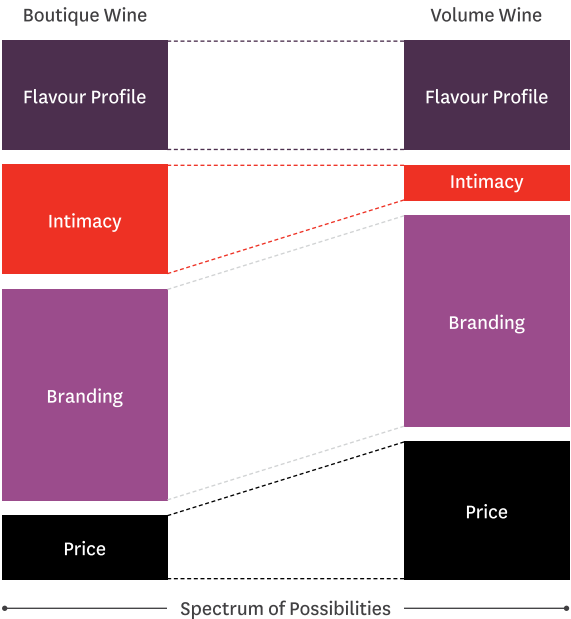 Boutique Wine
Volume Wine
Flavour Profile
Flavour Profile
Intimacy
Intimacy
Branding
Branding
Price
Price
Spectrum of Possibilities